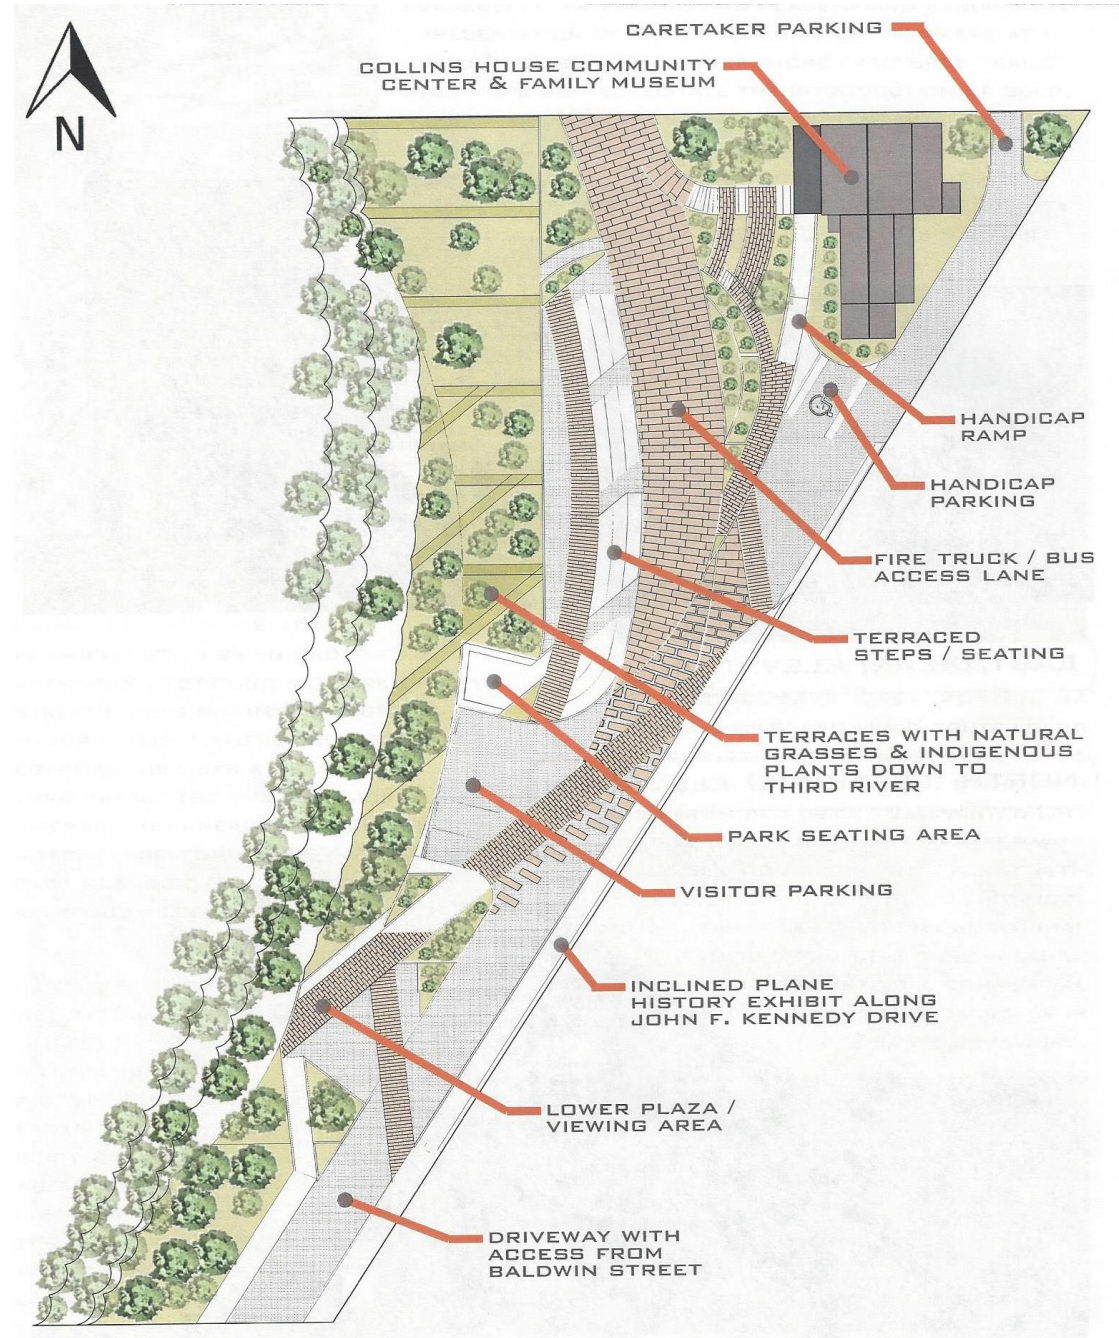 CARETAKER PARKING
COLLINS HOUSE COMMUNITY
CENTER & FAMILY MUSEUM
N
HANDICAP
RAMP
HANDICAP
PARKING
FIRE TRUCK / BUS
ACCESS LANE
TERRACED
STEPS / SEATING
TERRACES WITH NATURAL
GRASSES & INDIGENOUS
PLANTS DOWN TO
THIRD RIVER
PARK SEATING AREA
VISITOR PARKING
INCLINED PLANE
HISTORY EXHIBIT ALONG
JOHN F. KENNEDY DRIVE
LOWER PLAZA /
VIEWING AREA
DRIVEWAY WITH
ACCESS FROM
BALDWIN STREET